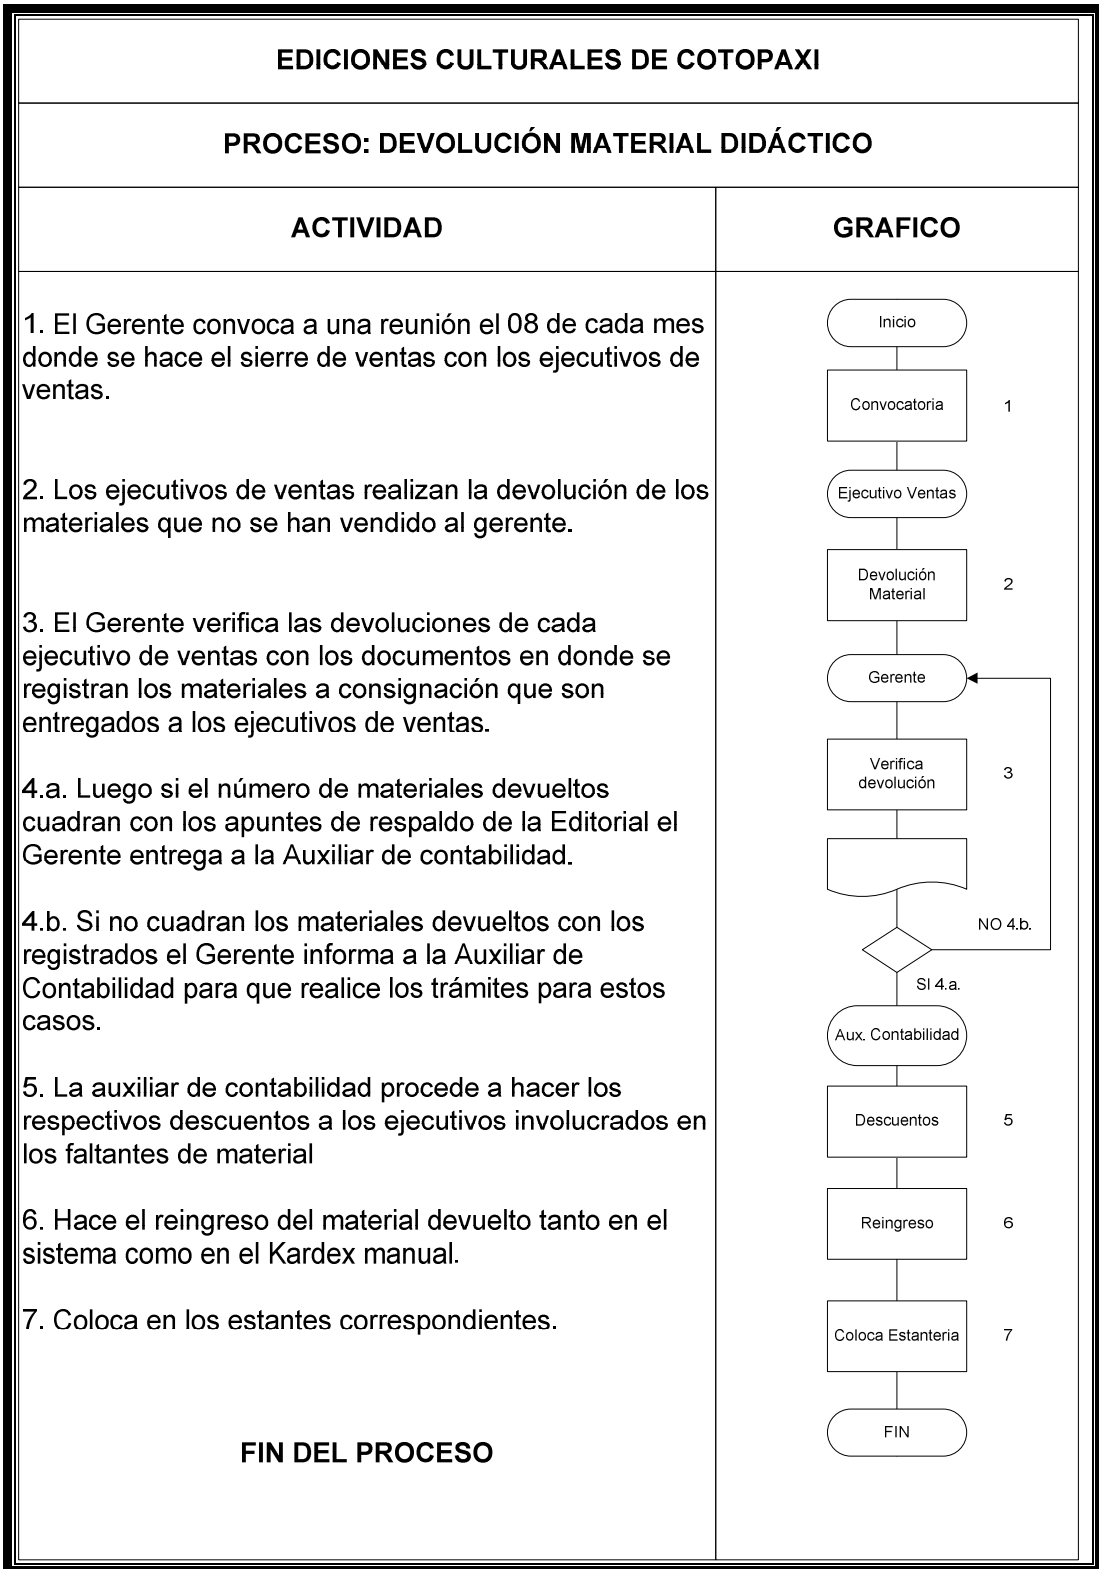 EDICIONES CULTURALES DE COTOPAXI
PROCESO: DEVOLUCIÓN MATERIAL DIDÁCTICO
ACTIVIDAD
1. El Gerente convoca a una reunión el 08 de cada mes
donde se hace el sierre de ventas con los ejecutivos de
ventas.
2. Los ejecutivos de ventas realizan la devolución de los
materiales que no se han vendido al gerente.
3. El Gerente verifica las devoluciones de cada
ejecutivo de ventas con los documentos en donde se
registran los materiales a consignación que son
entregados a los ejecutivos de ventas.
4.a. Luego si el número de materiales devueltos
cuadran con los apuntes de respaldo de la Editorial el
Gerente entrega a la Auxiliar de contabilidad.
4.b. Si no cuadran los materiales devueltos con los
registrados el Gerente informa a la Auxiliar de
Contabilidad para que realice los trámites para estos
casos.
5. La auxiliar de contabilidad procede a hacer los
respectivos descuentos a los ejecutivos involucrados en
los faltantes de material
6. Hace el reingreso del material devuelto tanto en el
sistema como en el Kardex manual.
7. Coloca en los estantes correspondientes.
FIN DEL PROCESO
GRAFICO
Inicio
Convocatoria 1
Ejecutivo Ventas
Devolución
Material 2
Gerente
Verifica
devolución 3
NO 4.b.
SI 4.a.
Aux. Contabilidad
Descuentos 5
Reingreso 6
Coloca Estanteria 7
FIN